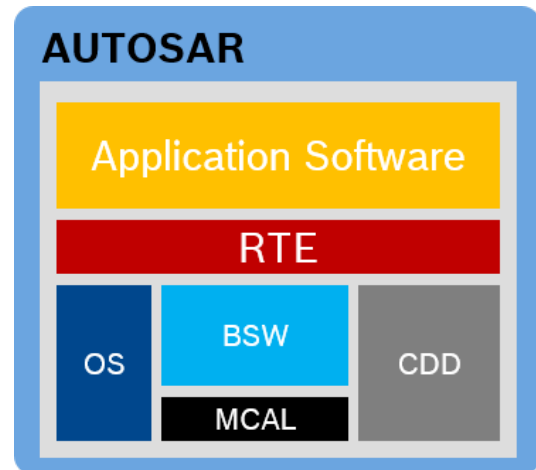 AUTOSAR
Application Software
RTE
OS
BSW
CDD
MCAL